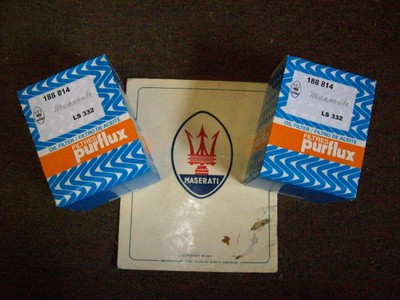 188 814
LS 332
OIL FILTER / FILTRO DE ACEITE
FILTRES
purflux
MASERATI
188 814
LS 332
OIL FILTER / FILTRO DE ACEITE
FILTRES
purflux